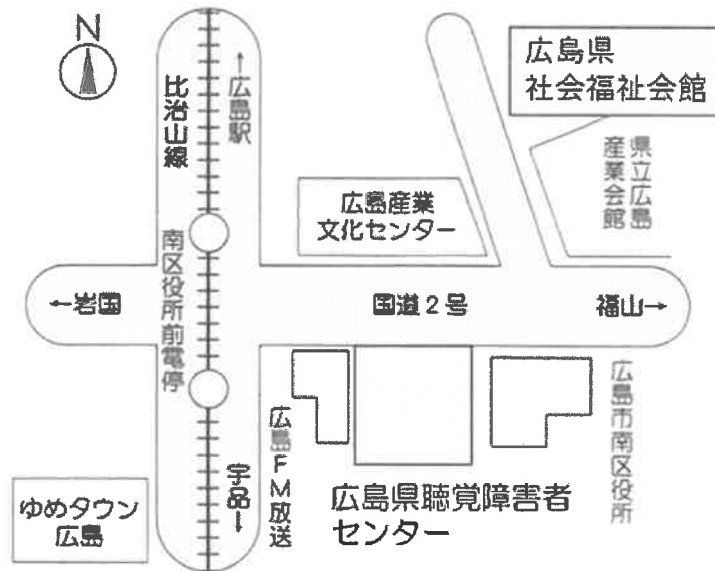 N
広島県
社会福祉会館
比治山線
↑広島駅
県立広島
産業会館
広島産業
文化センター
南区役所前電停
←岩国
国道2号
福山→
広島FM放送
広島市南区役所
宇品→
ゆめタウン
広島
広島県聴覚障害者
センター